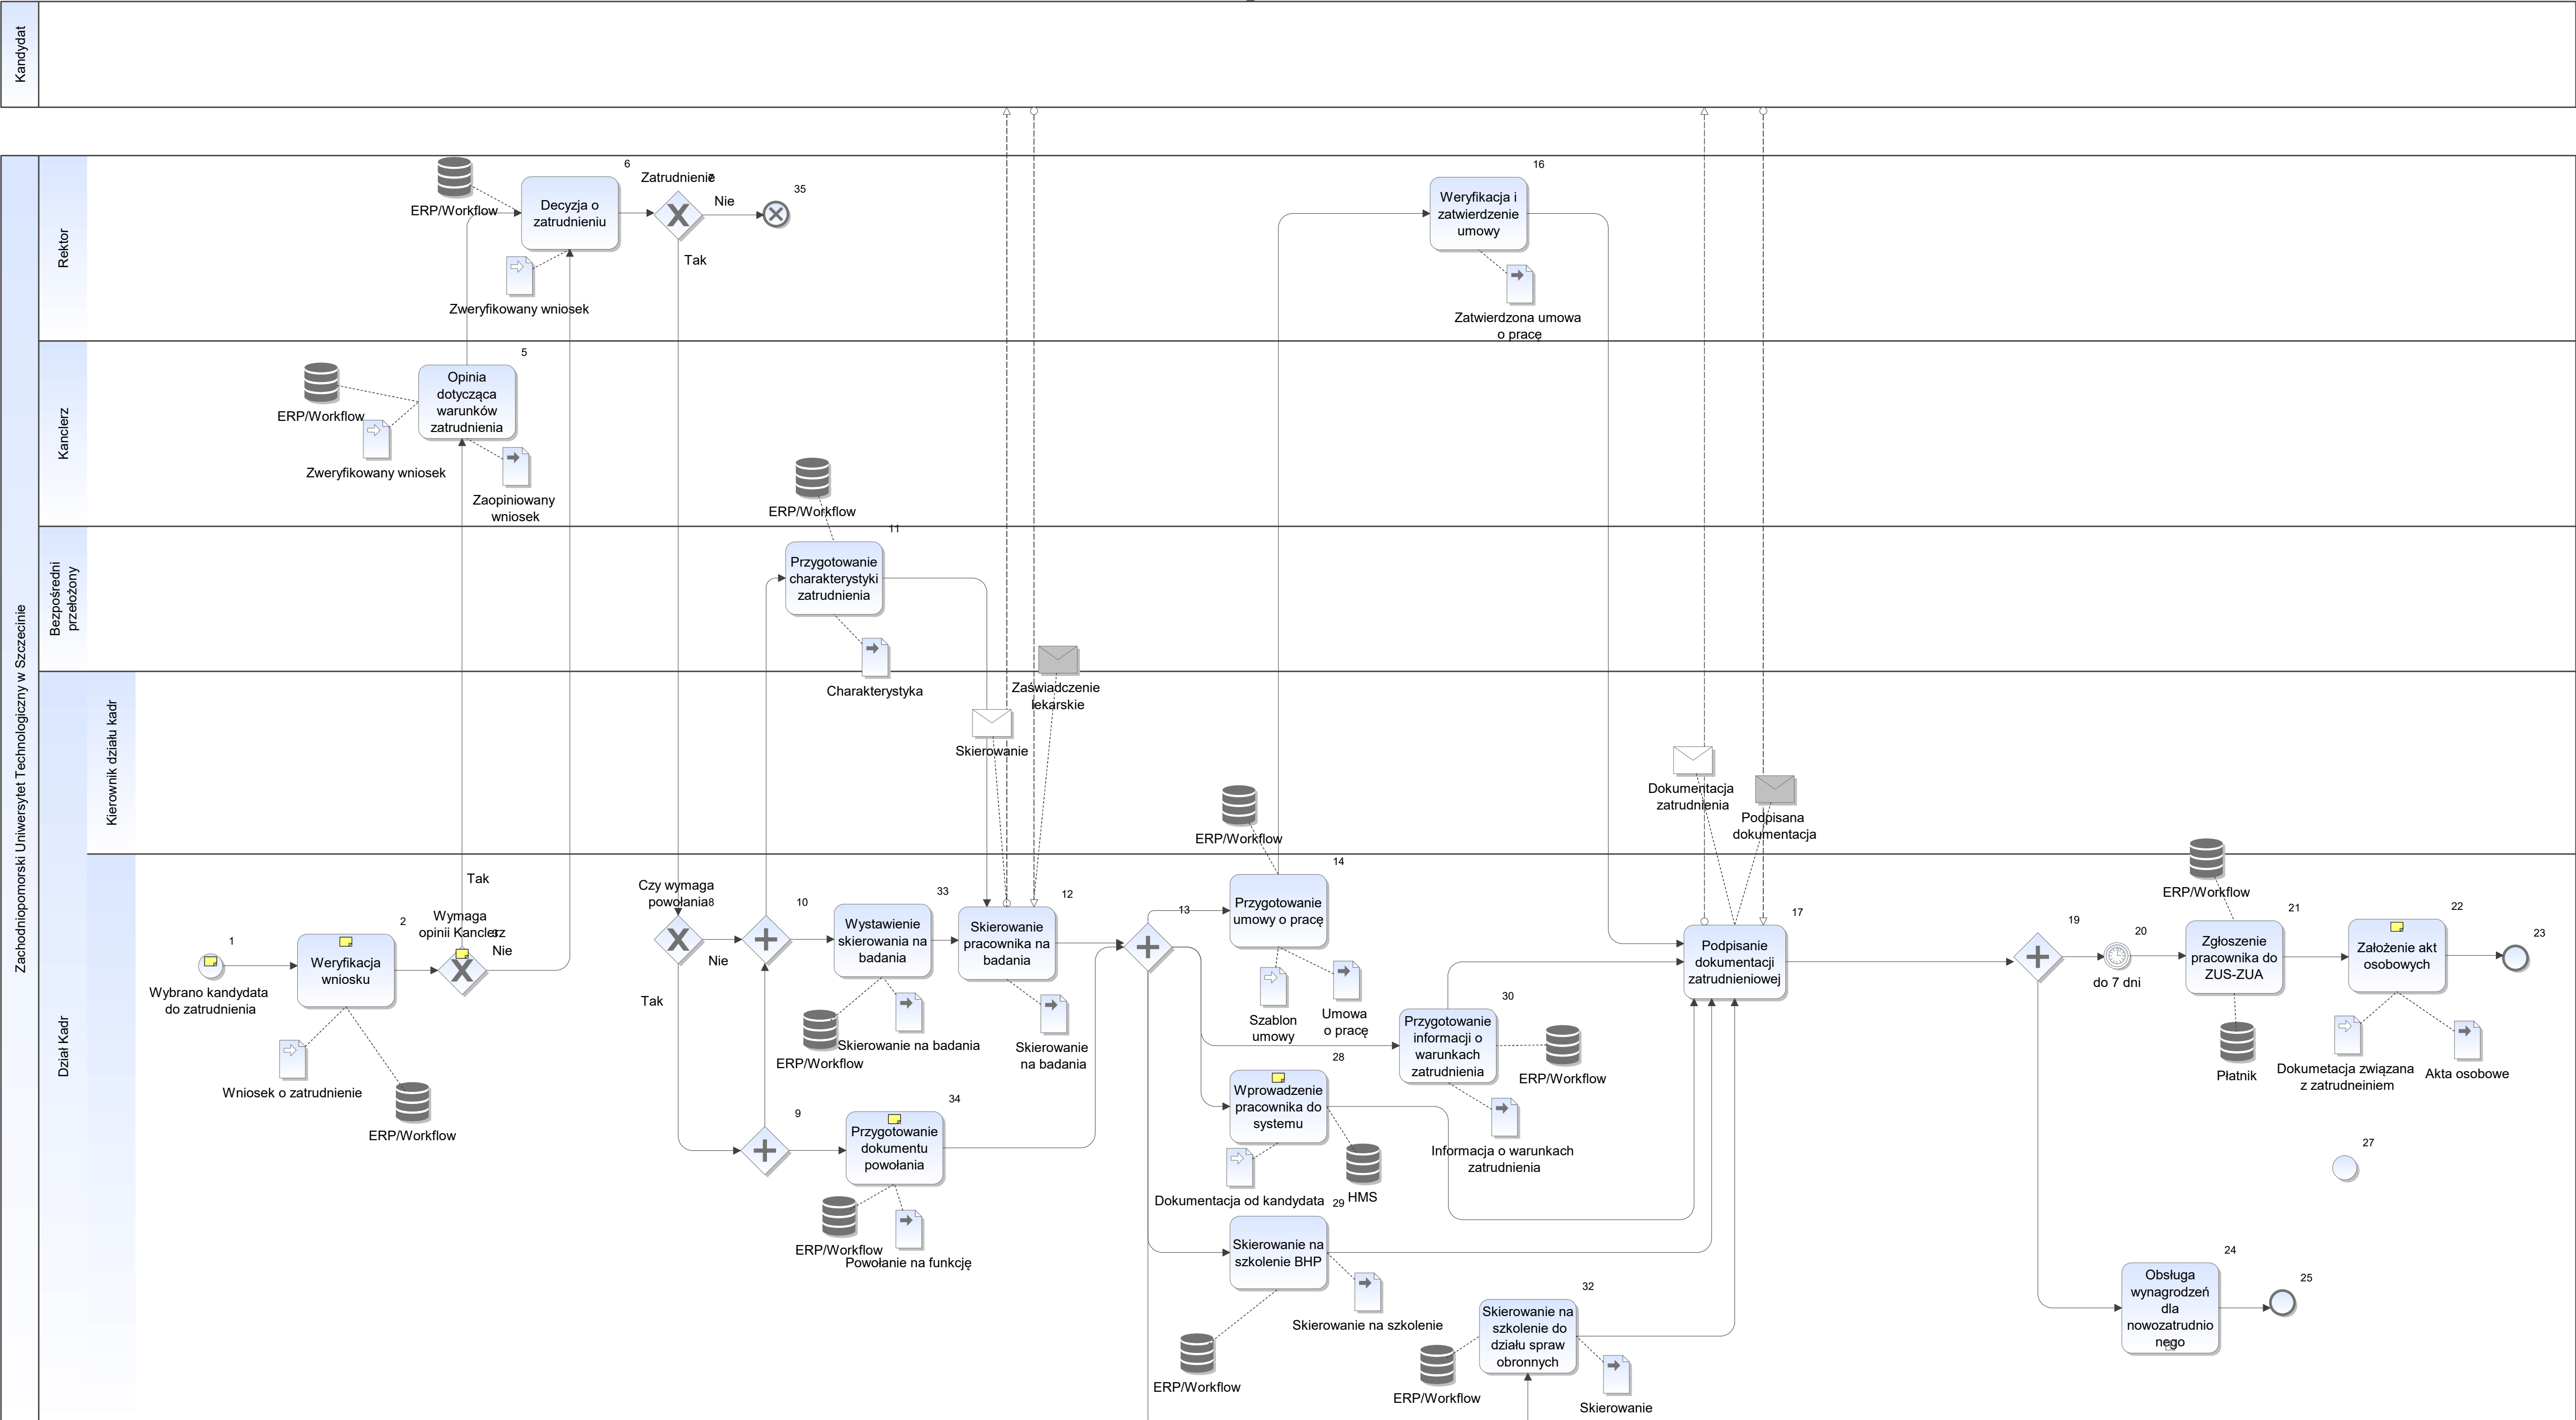 Kandydat
Zachodniopomorski Uniwersytet Technologiczny w Szczecinie
Rektor
ERP/Workflow
6
Decyzja o
zatrudnieniu
Zweryfikowany wniosek
Zatrudnienie
Nie
35
Tak
16
Weryfikacja i
zatwierdzenie
umowy
Zatwierdzona umowa
o pracę
Kanclerz
5
ERP/Workflow
Opinia
dotycząca
warunków
zatrudnienia
Zweryfikowany wniosek
Zaopiniowany
wniosek
Bezpośredni
przełożony
ERP/Workflow
11
Przygotowanie
charakterystyki
zatrudnienia
Charakterystyka
Dział Kadr
Kierownik działu kadr
Zaświadczenie
lekarskie
Skierowanie
Dokumentacja
zatrudnienia
Podpisana
dokumentacja
ERP/Workflow
1
Wybrano kandydata
do zatrudnienia
2
Weryfikacja
wniosku
Wniosek o zatrudnienie
ERP/Workflow
Tak
Wymaga
opinii Kanclerz
Nie
Czy wymaga
powołania8
Nie
Tak
10
33
Wystawienie
skierowania na
badania
ERP/Workflow
Skierowanie na badania
12
Skierowanie
pracownika na
badania
Skierowanie
na badania
9
34
Przygotowanie
dokumentu
powołania
ERP/Workflow
Powołanie na funkcję
13
14
Przygotowanie
umowy o pracę
Szablon
umowy
Umowa
o pracę
30
Przygotowanie
informacji o
warunkach
zatrudnienia
ERP/Workflow
Informacja o warunkach
zatrudnienia
28
Wprowadzenie
pracownika do
systemu
Dokumentacja od kandydata
HMS
29
Skierowanie na
szkolenie BHP
ERP/Workflow
Skierowanie na szkolenie
32
Skierowanie na
szkolenie do
działu spraw
obronnych
ERP/Workflow
Skierowanie
17
Podpisanie
dokumentacji
zatrudnieniowej
19
20
do 7 dni
ERP/Workflow
21
Zgłoszenie
pracownika do
ZUS-ZUA
Płatnik
22
Założenie akt
osobowych
Dokumetacja związana
z zatrudneiniem
Akta osobowe
23
27
24
Obsługa
wynagrodzeń
dla
nowozatrudnio
nego
25